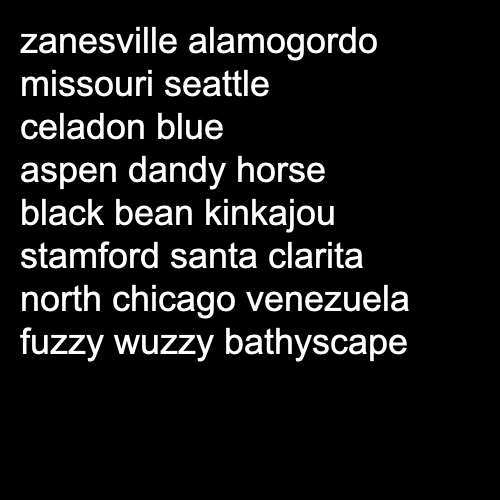 zanesville alamogordo
missouri seattle
celadon blue
aspen dandy horse
black bean kinkajou
stamford santa clarita
north chicago venezuela
fuzzy wuzzy bathyscape